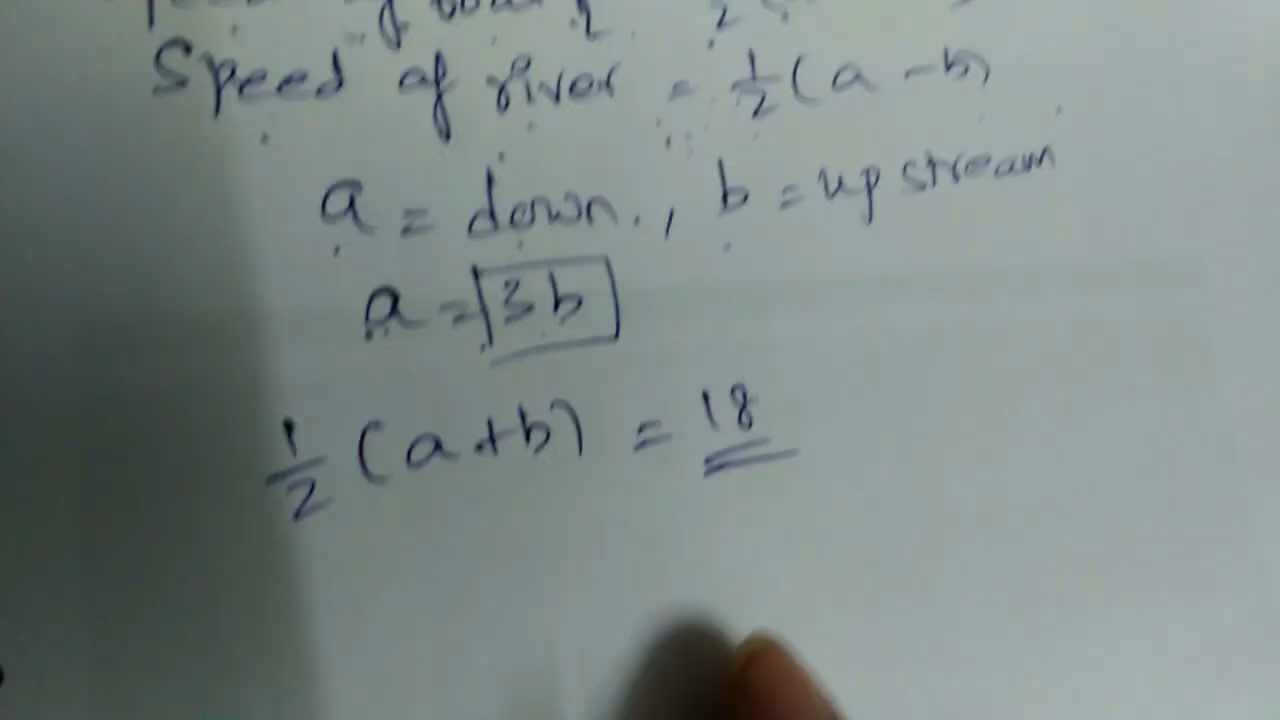 Speed of river = 1/2 (a - b)
a = down., b = up stream
a = 3b
1/2 (a+b) = 18